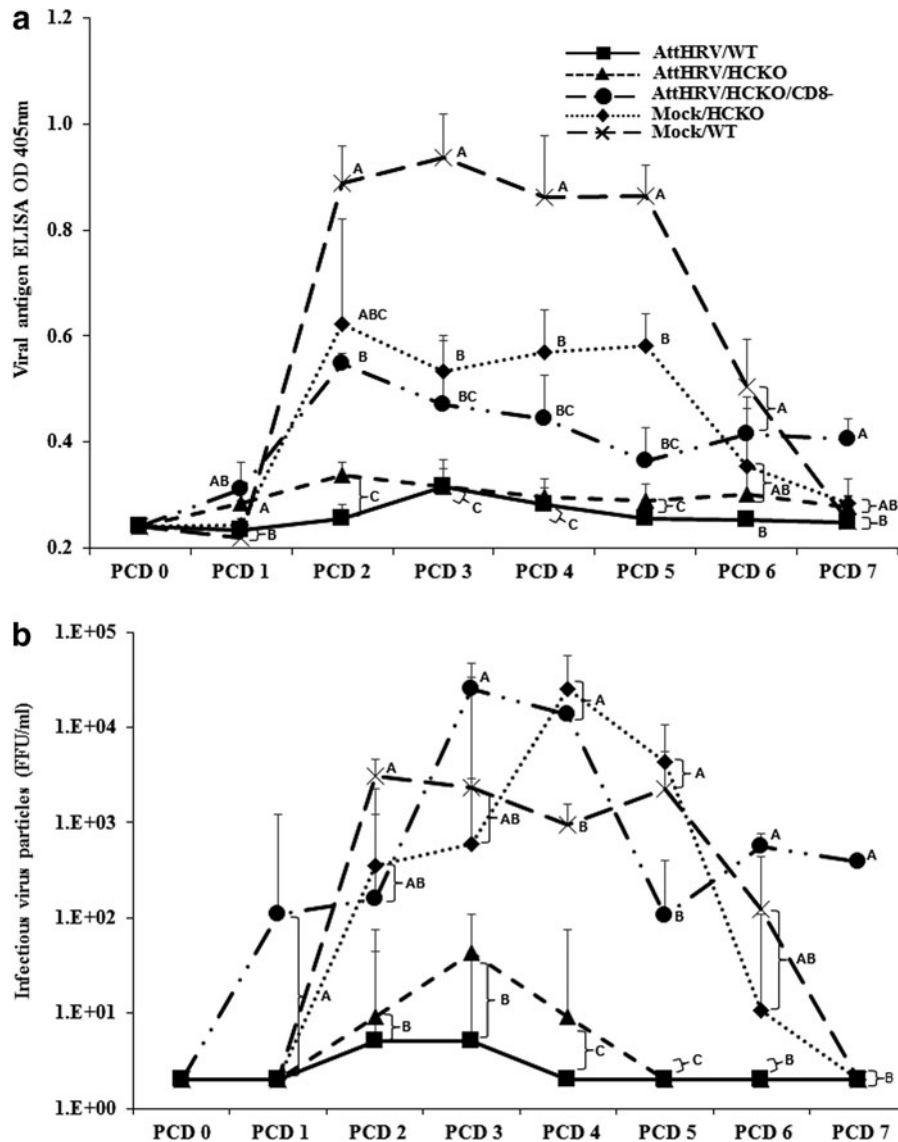 a
1.2
1.0
0.8
0.6
0.4
0.2
Viral antigen ELISA OD 405nm
AttHRV/WT
AttHRV/HCKO
AttHRV/HCKO/CD8-
Mock/HCKO
Mock/WT
AB
A
B
A
ABC
B
C
A
B
BC
C
A
B
BC
C
A
B
BC
C
A
AB
B
A
AB
B
PCD 0 PCD 1 PCD 2 PCD 3 PCD 4 PCD 5 PCD 6 PCD 7
b
1.E+05
1.E+04
1.E+03
1.E+02
1.E+01
1.E+00
Infectious virus particles (FFU/ml)
A
A
AB
B
A
AB
B
A
B
C
A
B
C
A
AB
B
A
B
PCD 0 PCD 1 PCD 2 PCD 3 PCD 4 PCD 5 PCD 6 PCD 7